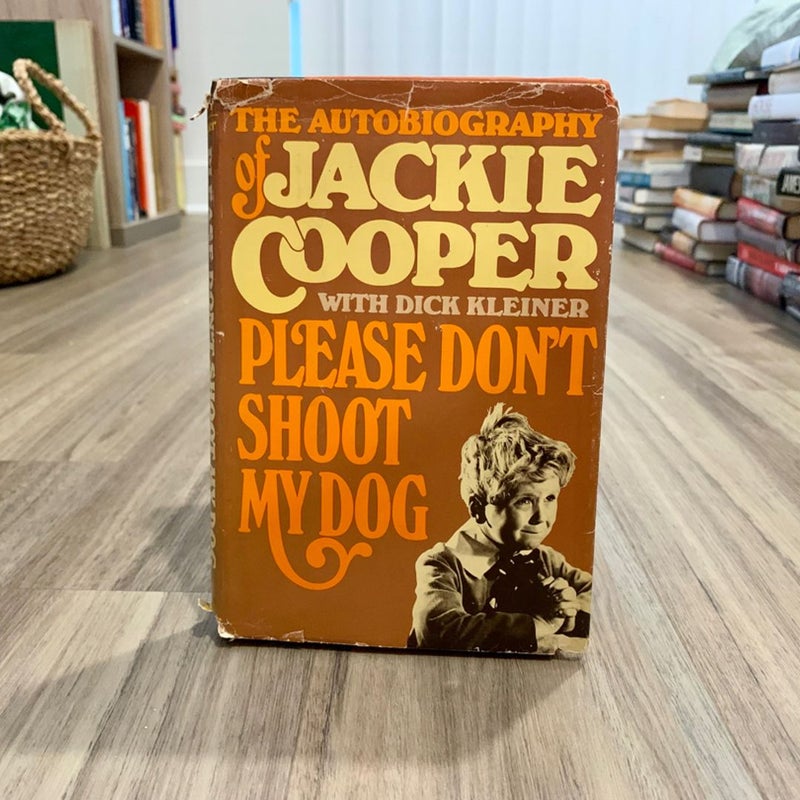 THE AUTOBIOGRAPHY
of JACKIE
COOPER
WITH DICK KLEINER
PLEASE DON'T
SHOOT
MY DOG